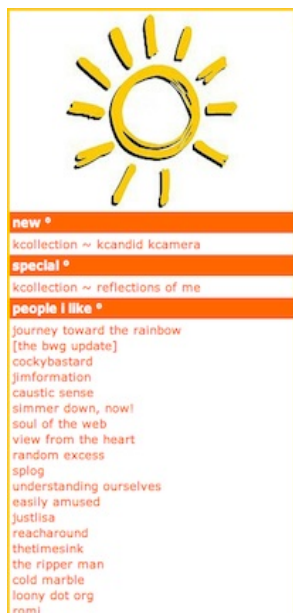 new °
kcollection ~ kcandid kcamera
special °
kcollection ~ reflections of me
people i like °
journey toward the rainbow
[the bwg update]
cockybastard
jimformation
caustic sense
simmer down, now!
soul of the web
view from the heart
random excess
splog
understanding ourselves
easily amused
justlisa
reacharound
thetimesink
the ripper man
cold marble
loony dot org
romi